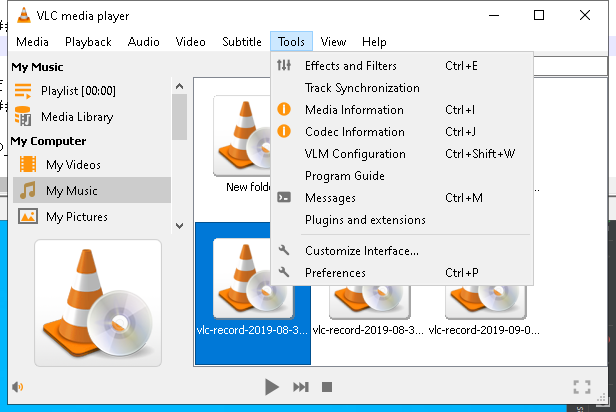 VLC media player
Media Playback Audio Video Subtitle Tools View Help
My Music
Playlist [00:00]
Media Library
My Computer
My Videos
My Music
My Pictures
Effects and Filters Ctrl+E
Track Synchronization
Media Information Ctrl+I
Codec Information Ctrl+J
VLM Configuration Ctrl+Shift+W
Program Guide
Messages Ctrl+M
Plugins and extensions
Customize Interface...
Preferences Ctrl+P
New folde
vlc-record-2019-08-3... vlc-record-2019-08-3... vlc-record-2019-09-0...